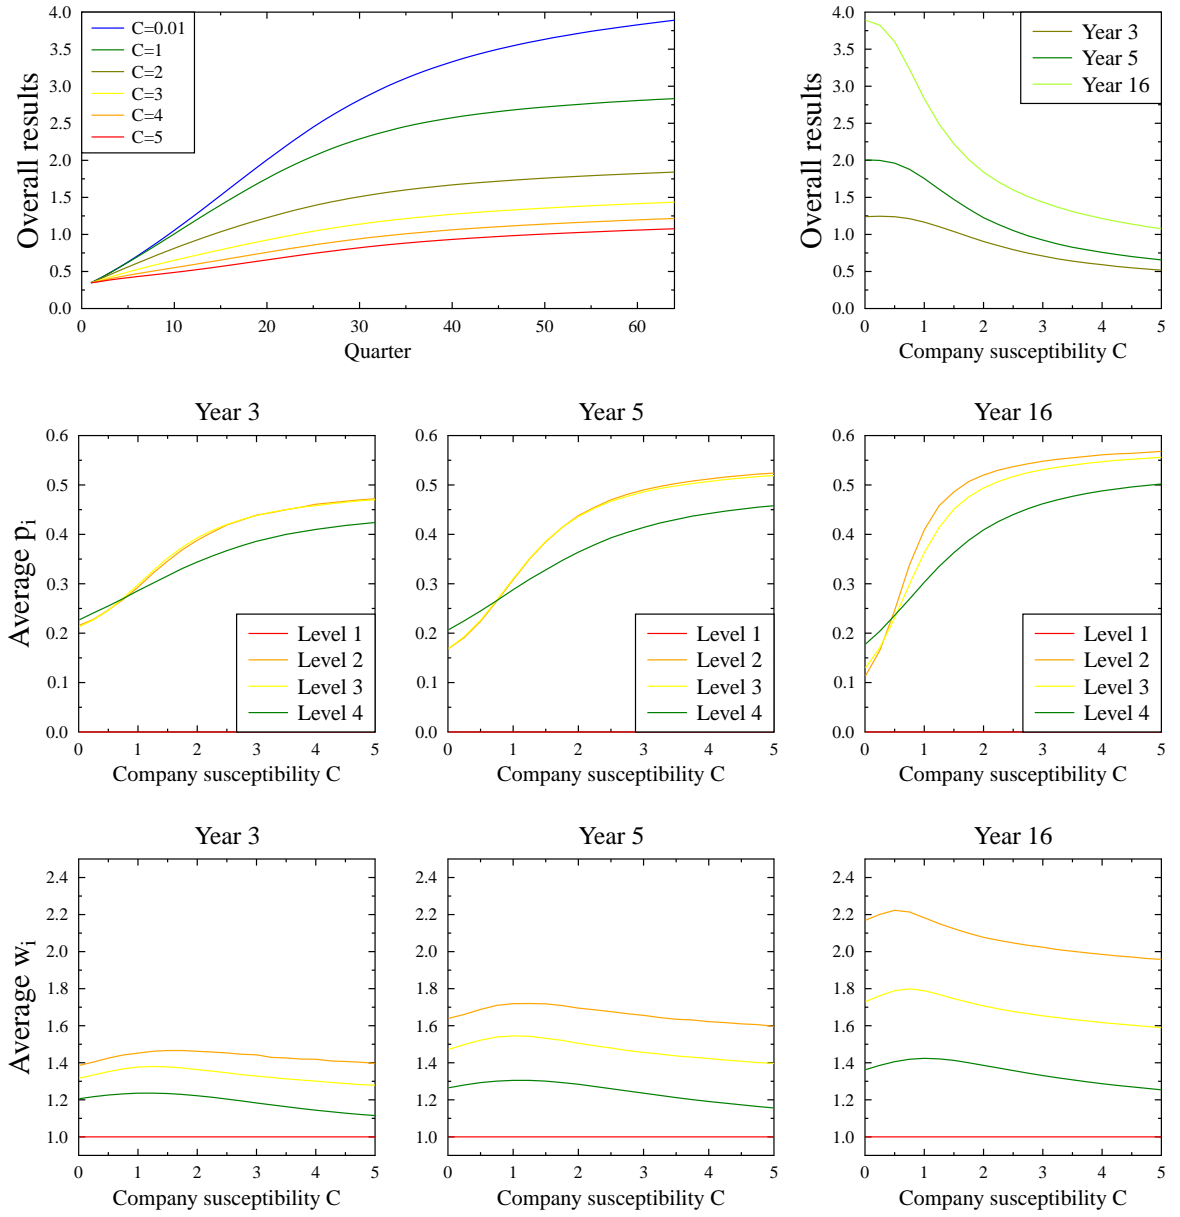 4.0
3.5
3.0
2.5
2.0
1.5
1.0
0.5
0.0
Overall results
C=0.01
C=1
C=2
C=3
C=4
C=5
0 10 20 30 40 50 60
Quarter
4.0
3.5
3.0
2.5
2.0
1.5
1.0
0.5
0.0
Overall results
Year 3
Year 5
Year 16
0 1 2 3 4 5
Company susceptibility C
Year 3
0.6
0.5
0.4
0.3
0.2
0.1
0.0
Average p_i
Level 1
Level 2
Level 3
Level 4
0 1 2 3 4 5
Company susceptibility C
Year 5
0.6
0.5
0.4
0.3
0.2
0.1
0.0
Level 1
Level 2
Level 3
Level 4
0 1 2 3 4 5
Company susceptibility C
Year 16
0.6
0.5
0.4
0.3
0.2
0.1
0.0
Level 1
Level 2
Level 3
Level 4
0 1 2 3 4 5
Company susceptibility C
Year 3
2.4
2.2
2.0
1.8
1.6
1.4
1.2
1.0
Average w_i
0 1 2 3 4 5
Company susceptibility C
Year 5
2.4
2.2
2.0
1.8
1.6
1.4
1.2
1.0
0 1 2 3 4 5
Company susceptibility C
Year 16
2.4
2.2
2.0
1.8
1.6
1.4
1.2
1.0
0 1 2 3 4 5
Company susceptibility C